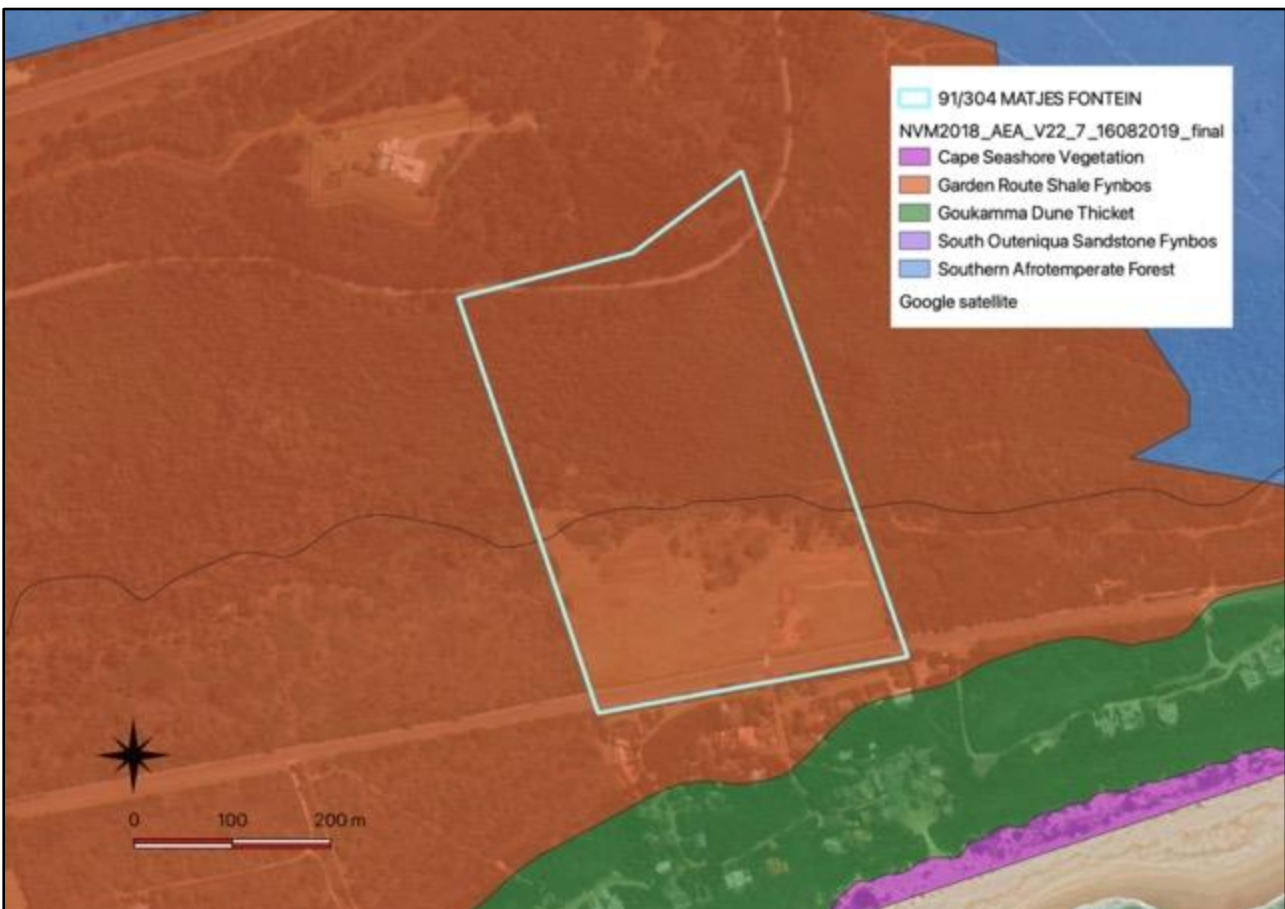 91/304 MATJES FONTEIN
NVM2018_AEA_V22_7_16082019_final
Cape Seashore Vegetation
Garden Route Shale Fynbos
Goukamma Dune Thicket
South Outeniqua Sandstone Fynbos
Southern Afrotemperate Forest
Google satellite
0 100 200 m